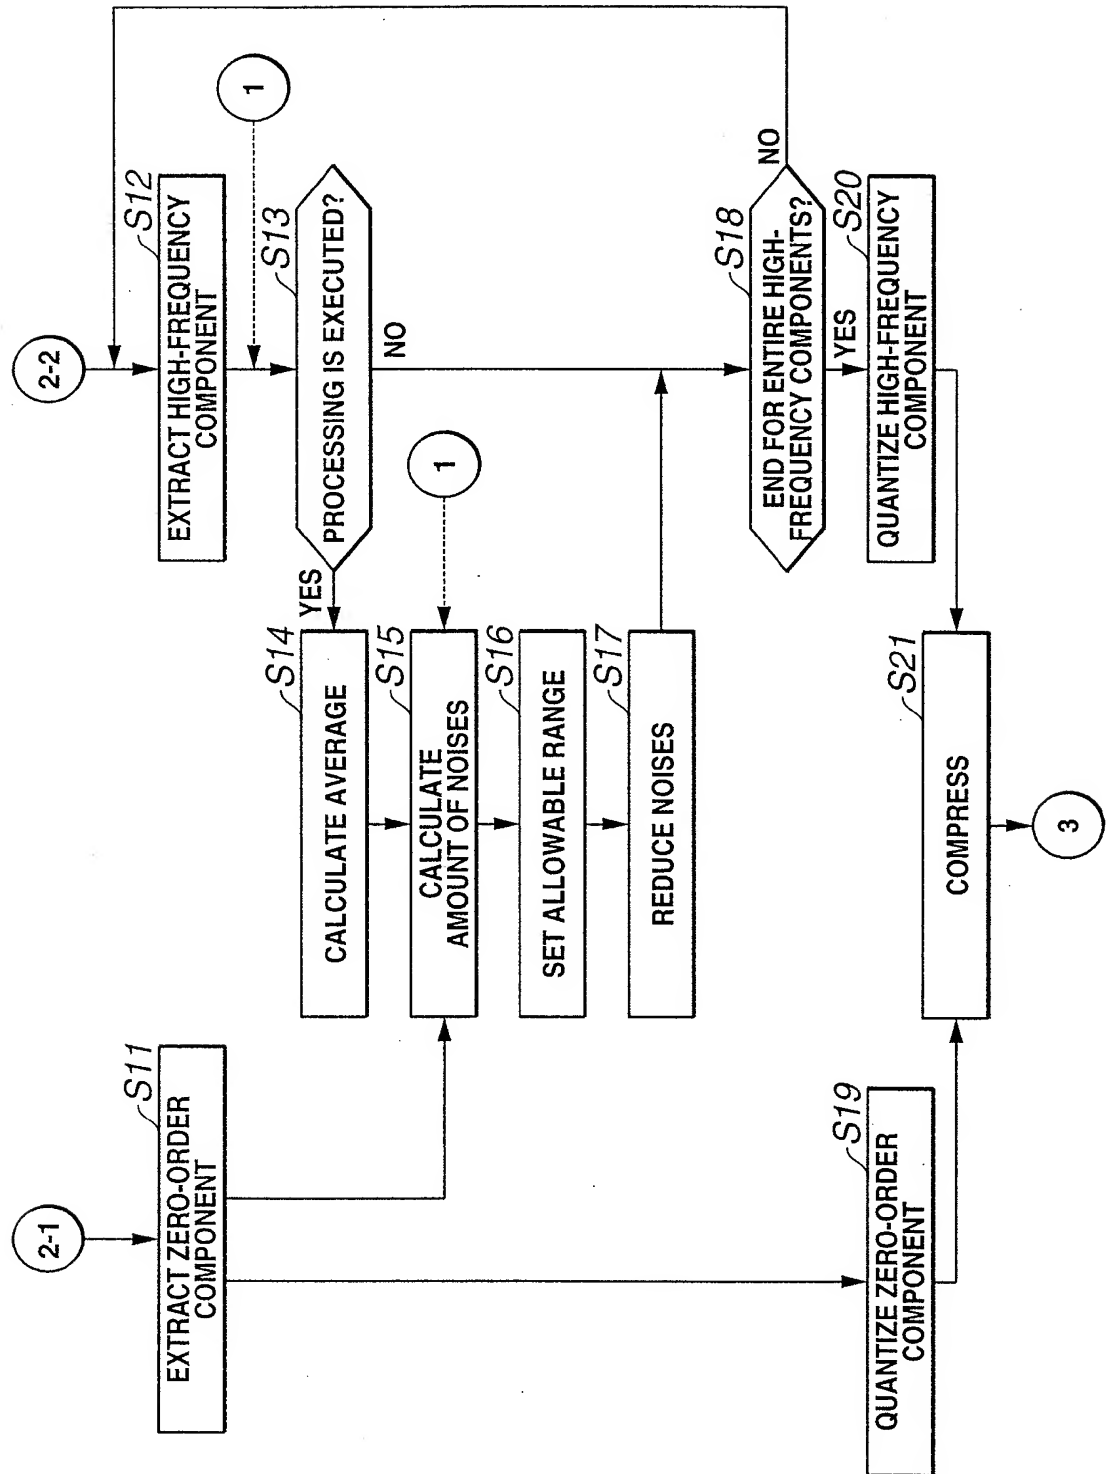 2-1
2-2
S11
EXTRACT ZERO-ORDER
COMPONENT
S12
EXTRACT HIGH-FREQUENCY
COMPONENT
1
S13
PROCESSING IS EXECUTED?
YES
NO
S14
CALCULATE AVERAGE
S15
CALCULATE
AMOUNT OF NOISES
1
S16
SET ALLOWABLE RANGE
S17
REDUCE NOISES
S18
END FOR ENTIRE HIGH-
FREQUENCY COMPONENTS?
NO
YES
S19
QUANTIZE ZERO-ORDER
COMPONENT
S20
QUANTIZE HIGH-FREQUENCY
COMPONENT
S21
COMPRESS
3